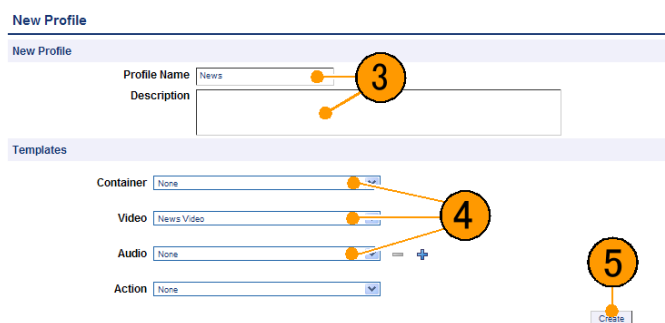 New Profile
New Profile
Profile Name News
3
Description
Templates
Container None
4
Video News Video
Audio None
5
Action None
Create